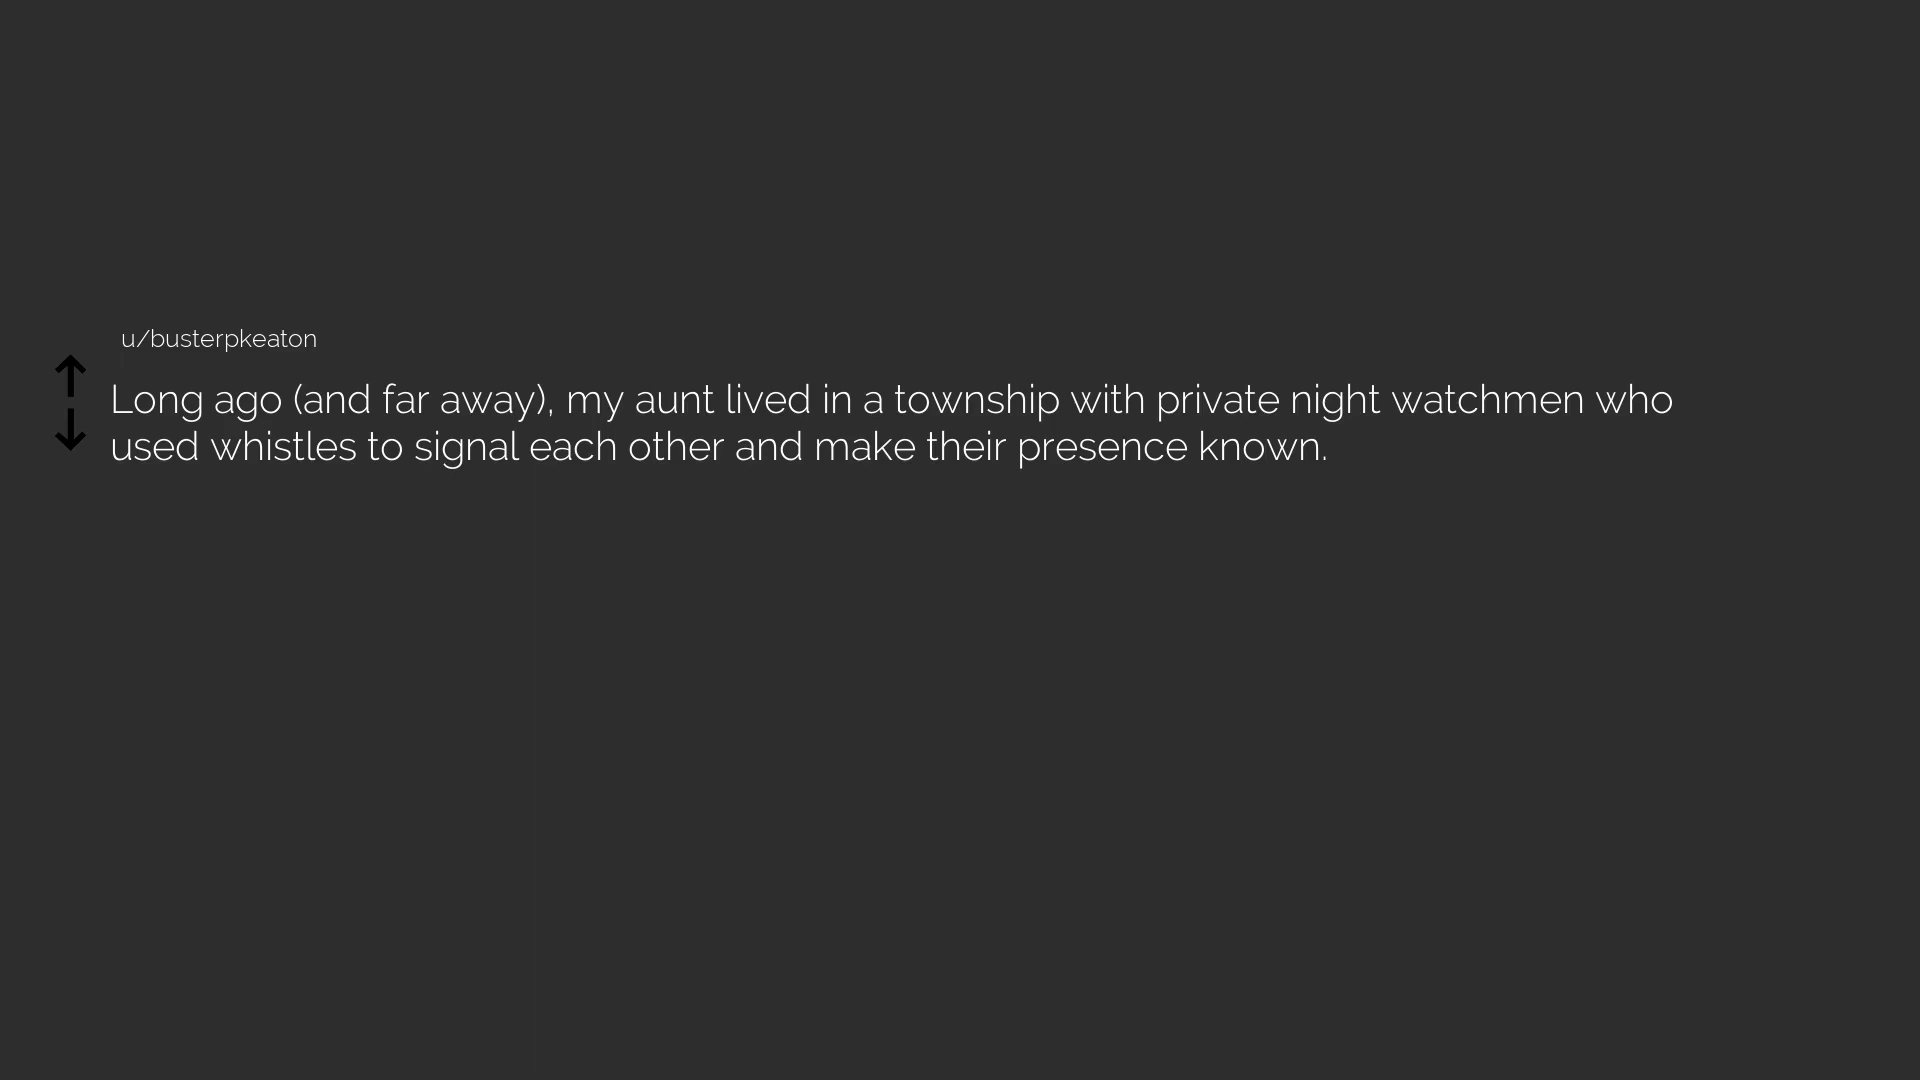 u/busterpkeaton
Long ago (and far away), my aunt lived in a township with private night watchmen who
used whistles to signal each other and make their presence known.